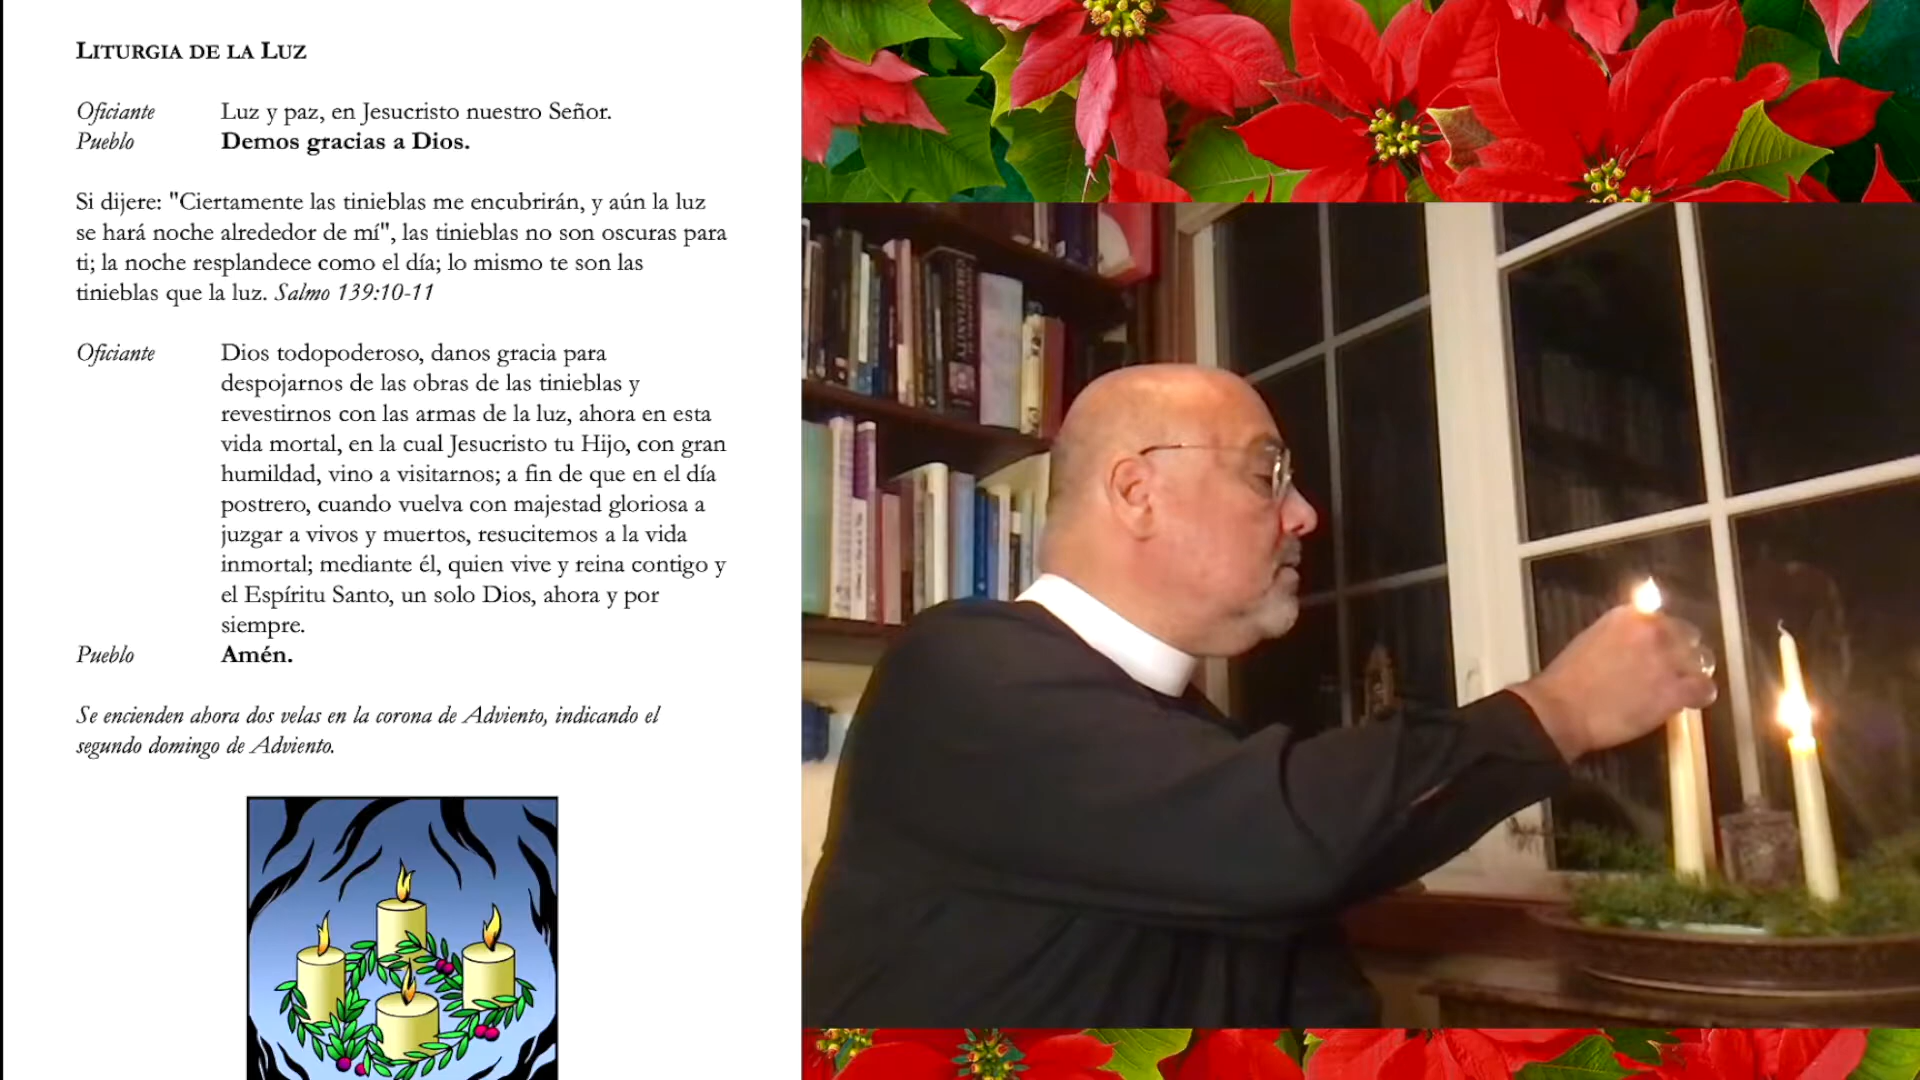 LITURGIA DE LA LUZ
Oficiante Luz y paz, en Jesucristo nuestro Señor.
Pueblo Demos gracias a Dios.
Si dijere: "Ciertamente las tinieblas me encubrirán, y aún la luz
se hará noche alrededor de mí", las tinieblas no son oscuras para
ti; la noche resplandece como el día; lo mismo te son las
tinieblas que la luz. Salmo 139:10-11
Oficiante Dios todopoderoso, danos gracia para
despojarnos de las obras de las tinieblas y
revestirnos con las armas de la luz, ahora en esta
vida mortal, en la cual Jesucristo tu Hijo, con gran
humildad, vino a visitarnos; a fin de que en el día
postrero, cuando vuelva con majestad gloriosa a
juzgar a vivos y muertos, resucitemos a la vida
inmortal; mediante él, quien vive y reina contigo y
el Espíritu Santo, un solo Dios, ahora y por
siempre.
Pueblo Amén.
Se encienden ahora dos velas en la corona de Adviento, indicando el
segundo domingo de Adviento.
CHRISTIANITY